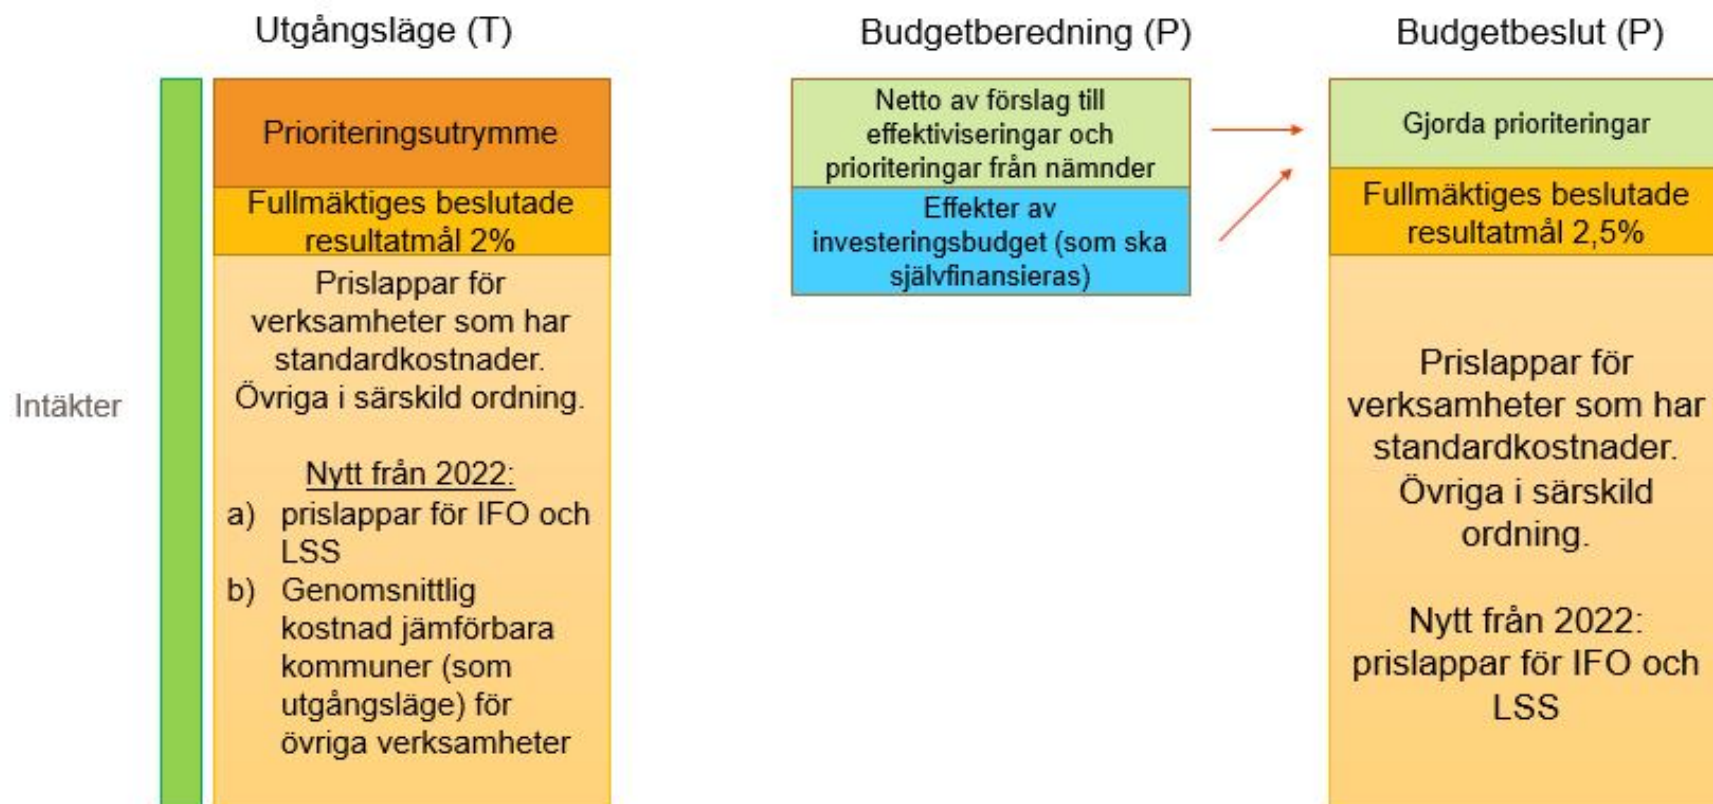 Utgångsläge (T)
Prioriteringsutrymme
Fullmäktiges beslutade
resultatmål 2%
Prislappar för
verksamheter som har
standardkostnader.
Övriga i särskild ordning.
Nytt från 2022:
a) prislappar för IFO och
LSS
b) Genomsnittlig
kostnad jämförbara
kommuner (som
utgångsläge) för
övriga verksamheter
Intäkter
Budgetberedning (P)
Netto av förslag till
effektiviseringar och
prioriteringar från nämnder
Effekter av
investeringsbudget (som ska
självfinansieras)
Budgetbeslut (P)
Gjorda prioriteringar
Fullmäktiges beslutade
resultatmål 2,5%
Prislappar för
verksamheter som har
standardkostnader.
Övriga i särskild
ordning.
Nytt från 2022:
prislappar för IFO och
LSS